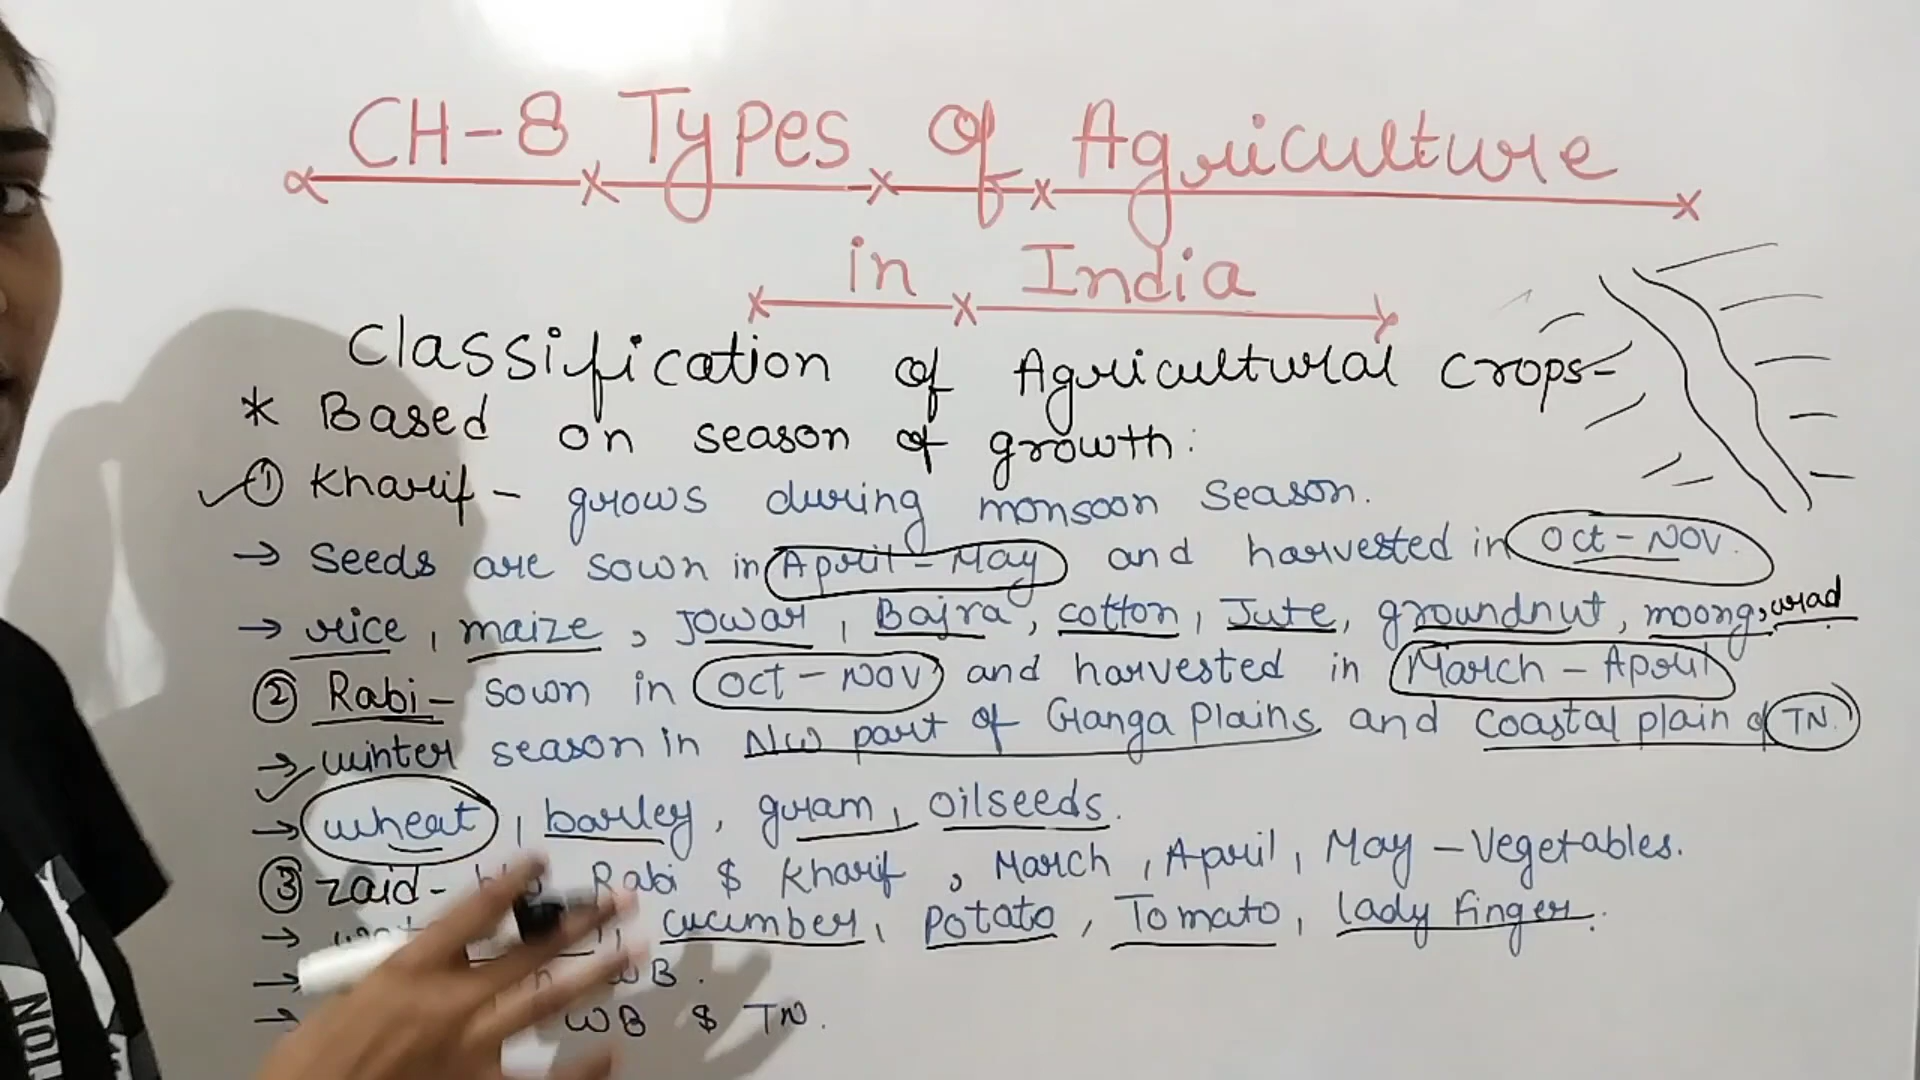 CH-8 Types of Agriculture
in India
Classification of Agricultural crops-
* Based on season of growth:
① Kharif - grows during monsoon season.
→ seeds are sown in April - May and harvested in Oct - Nov.
→ rice, maize, Jowar, Bajra, cotton, Jute, groundnut, moong, urad
② Rabi - sown in Oct - Nov and harvested in March - April
→ winter season in NW part of Ganga Plains and coastal plain of TN.
→ wheat, barley, gram, oilseeds.
③ zaid - Rabi $ Kharif, March, April, May - Vegetables.
→ cucumber, Potato, Tomato, lady finger.
→ WB.
→ WB $ TN.